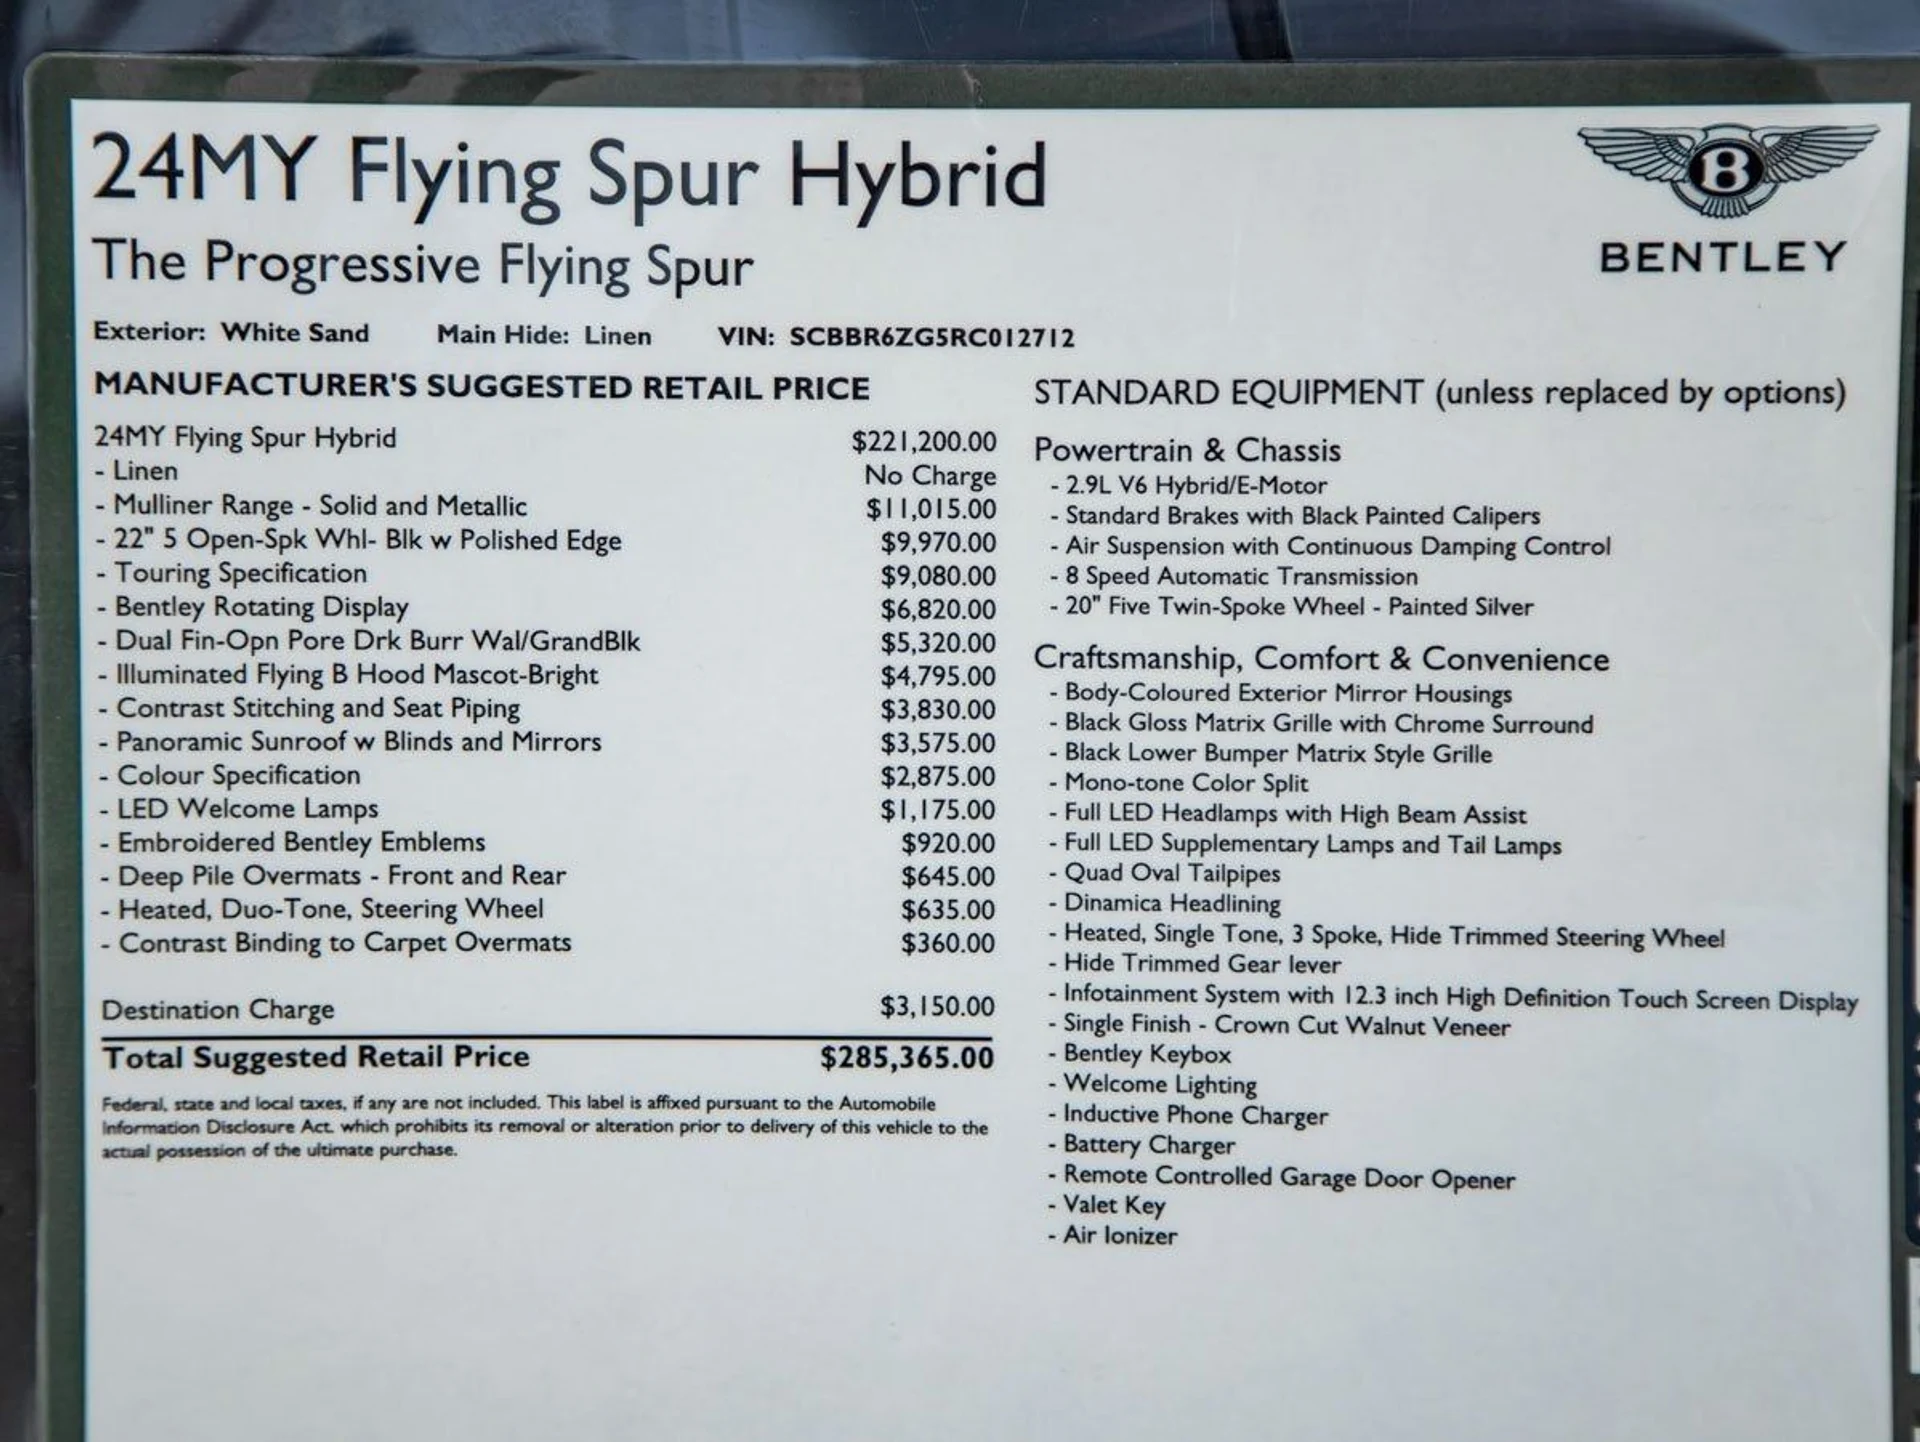 24MY Flying Spur Hybrid
The Progressive Flying Spur
B
BENTLEY
Exterior: White Sand Main Hide: Linen VIN: SCBBR6ZG5RC012712
MANUFACTURER'S SUGGESTED RETAIL PRICE
24MY Flying Spur Hybrid $221,200.00
- Linen No Charge
- Mulliner Range - Solid and Metallic $11,015.00
- 22" 5 Open-Spk Whl- Blk w Polished Edge $9,970.00
- Touring Specification $9,080.00
- Bentley Rotating Display $6,820.00
- Dual Fin-Opn Pore Drk Burr Wal/GrandBlk $5,320.00
- Illuminated Flying B Hood Mascot-Bright $4,795.00
- Contrast Stitching and Seat Piping $3,830.00
- Panoramic Sunroof w Blinds and Mirrors $3,575.00
- Colour Specification $2,875.00
- LED Welcome Lamps $1,175.00
- Embroidered Bentley Emblems $920.00
- Deep Pile Overmats - Front and Rear $645.00
- Heated, Duo-Tone, Steering Wheel $635.00
- Contrast Binding to Carpet Overmats $360.00
Destination Charge $3,150.00
Total Suggested Retail Price $285,365.00
Federal, state and local taxes, if any are not included. This label is affixed pursuant to the Automobile
Information Disclosure Act. which prohibits its removal or alteration prior to delivery of this vehicle to the
actual possession of the ultimate purchase.
STANDARD EQUIPMENT (unless replaced by options)
Powertrain & Chassis
- 2.9L V6 Hybrid/E-Motor
- Standard Brakes with Black Painted Calipers
- Air Suspension with Continuous Damping Control
- 8 Speed Automatic Transmission
- 20" Five Twin-Spoke Wheel - Painted Silver
Craftsmanship, Comfort & Convenience
- Body-Coloured Exterior Mirror Housings
- Black Gloss Matrix Grille with Chrome Surround
- Black Lower Bumper Matrix Style Grille
- Mono-tone Color Split
- Full LED Headlamps with High Beam Assist
- Full LED Supplementary Lamps and Tail Lamps
- Quad Oval Tailpipes
- Dinamica Headlining
- Heated, Single Tone, 3 Spoke, Hide Trimmed Steering Wheel
- Hide Trimmed Gear lever
- Infotainment System with 12.3 inch High Definition Touch Screen Display
- Single Finish - Crown Cut Walnut Veneer
- Bentley Keybox
- Welcome Lighting
- Inductive Phone Charger
- Battery Charger
- Remote Controlled Garage Door Opener
- Valet Key
- Air Ionizer